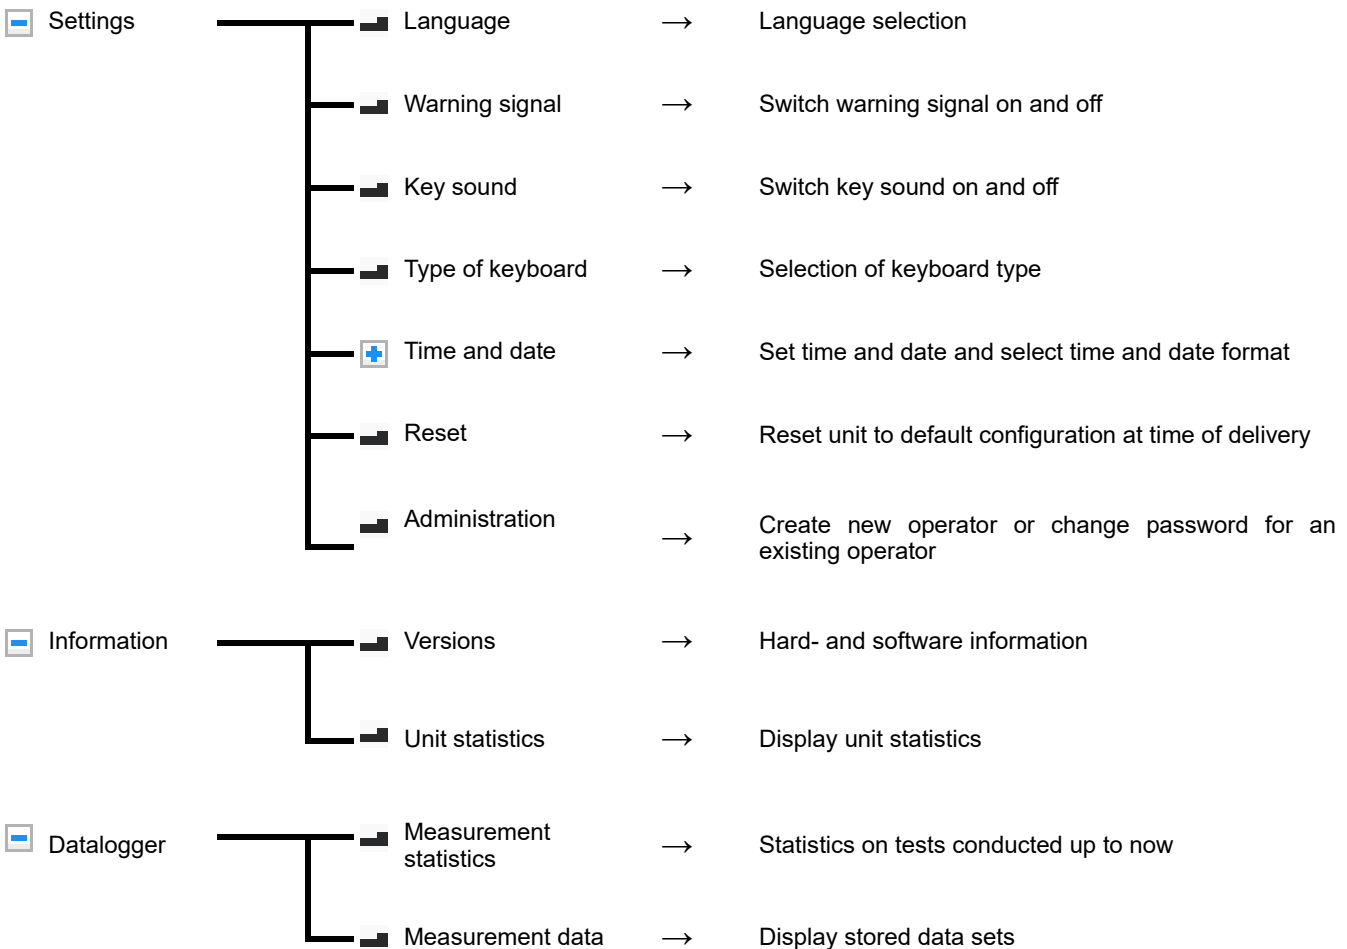 Settings Language → Language selection
Warning signal → Switch warning signal on and off
Key sound → Switch key sound on and off
Type of keyboard → Selection of keyboard type
Time and date → Set time and date and select time and date format
Reset → Reset unit to default configuration at time of delivery
Administration → Create new operator or change password for an
existing operator
Information Versions → Hard- and software information
Unit statistics → Display unit statistics
Datalogger Measurement
statistics → Statistics on tests conducted up to now
Measurement data → Display stored data sets